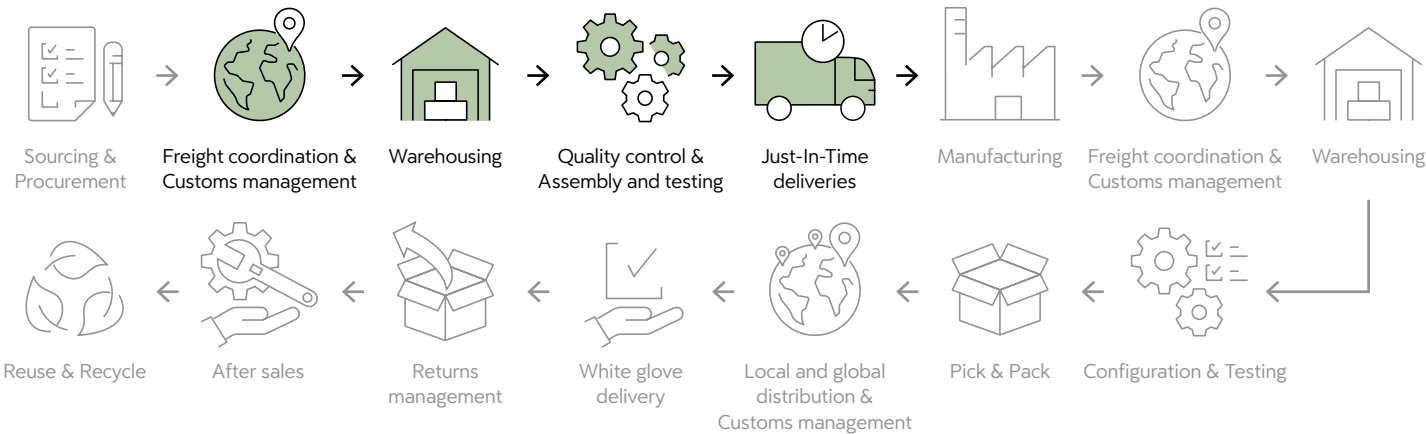 Sourcing &
Procurement
Freight coordination &
Customs management
Warehousing
Quality control &
Assembly and testing
Just-In-Time
deliveries
Manufacturing
Freight coordination &
Customs management
Warehousing
Configuration & Testing
Pick & Pack
Local and global
distribution &
Customs management
White glove
delivery
Returns
management
After sales
Reuse & Recycle